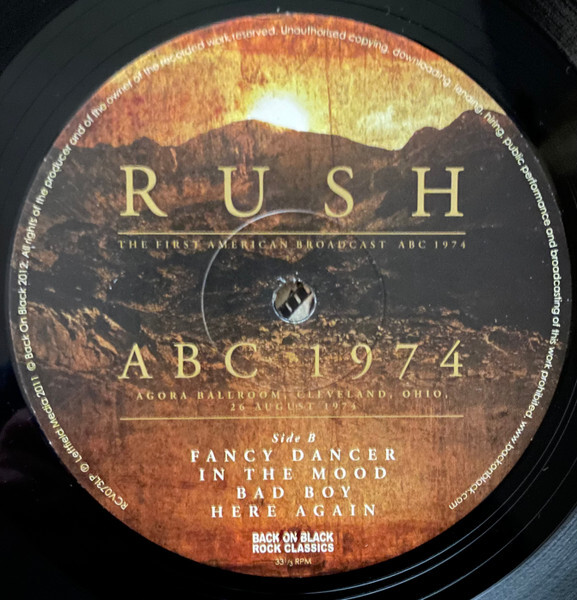 RCV073LP ℗ Leftfield Media 2011 © Back On Black 2012. All rights of the producer and of the owner of the recorded work reserved. Unauthorised copying, downloading, lending, hiring, public performance and broadcasting of this work prohibited. www.backonblack.com
RUSH
THE FIRST AMERICAN BROADCAST ABC 1974
ABC 1974
AGORA BALLROOM, CLEVELAND, OHIO,
26 AUGUST 1974
Side B
FANCY DANCER
IN THE MOOD
BAD BOY
HERE AGAIN
BACK ON BLACK
ROCK CLASSICS
33⅓ RPM